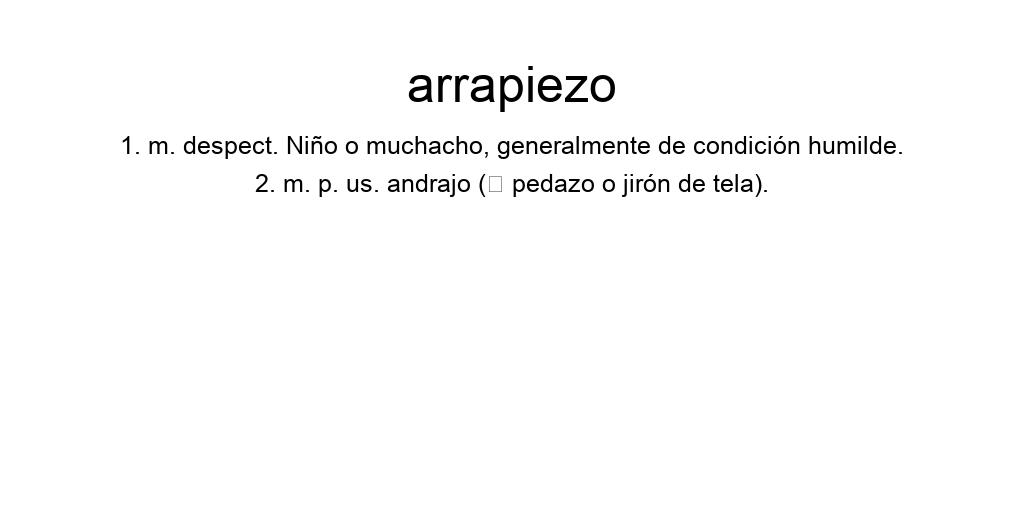 arrapiezo
1. m. despect. Niño o muchacho, generalmente de condición humilde.
2. m. p. us. andrajo (□ pedazo o jirón de tela).